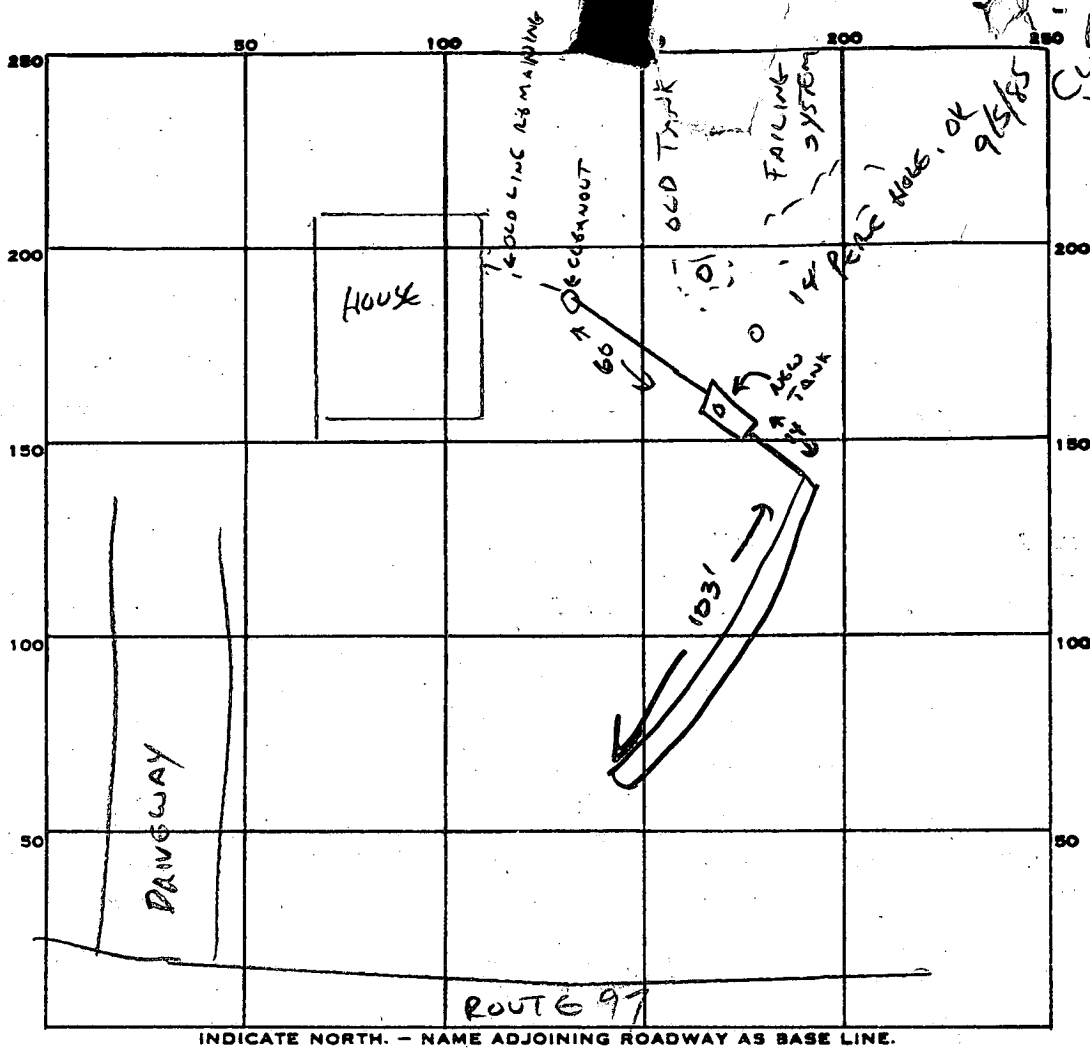 50
100
200
250
250
OLD LINE REMAINING
CLEANOUT
OLD TANK
FAILING
SYSTEM
14' PERC HOLE, OK
9/5/85
200
200
HOUSE
60
NEW
TANK
14
150
150
103'
100
100
DRIVEWAY
50
50
ROUTE 97
INDICATE NORTH. – NAME ADJOINING ROADWAY AS BASE LINE.